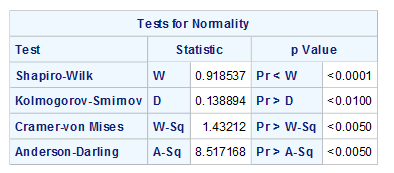 Tests for Normality
Test Statistic p Value
Shapiro-Wilk W 0.918537 Pr < W <0.0001
Kolmogorov-Smirnov D 0.138894 Pr > D <0.0100
Cramer-von Mises W-Sq 1.43212 Pr > W-Sq <0.0050
Anderson-Darling A-Sq 8.517168 Pr > A-Sq <0.0050